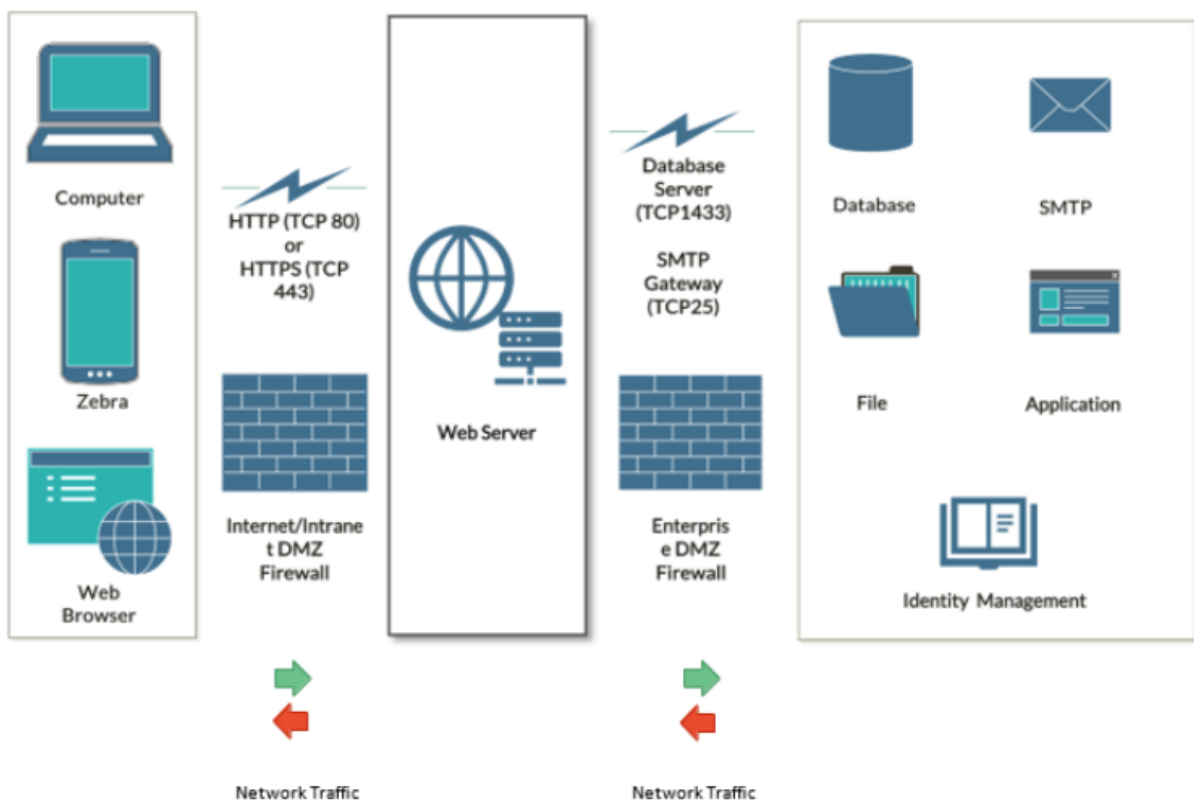 Computer
Zebra
Web
Browser
HTTP (TCP 80)
or
HTTPS (TCP
443)
Internet/Intrane
t DMZ
Firewall
Network Traffic
Web Server
Database
Server
(TCP1433)
SMTP
Gateway
(TCP25)
Enterpris
e DMZ
Firewall
Network Traffic
Database
SMTP
File
Application
Identity Management